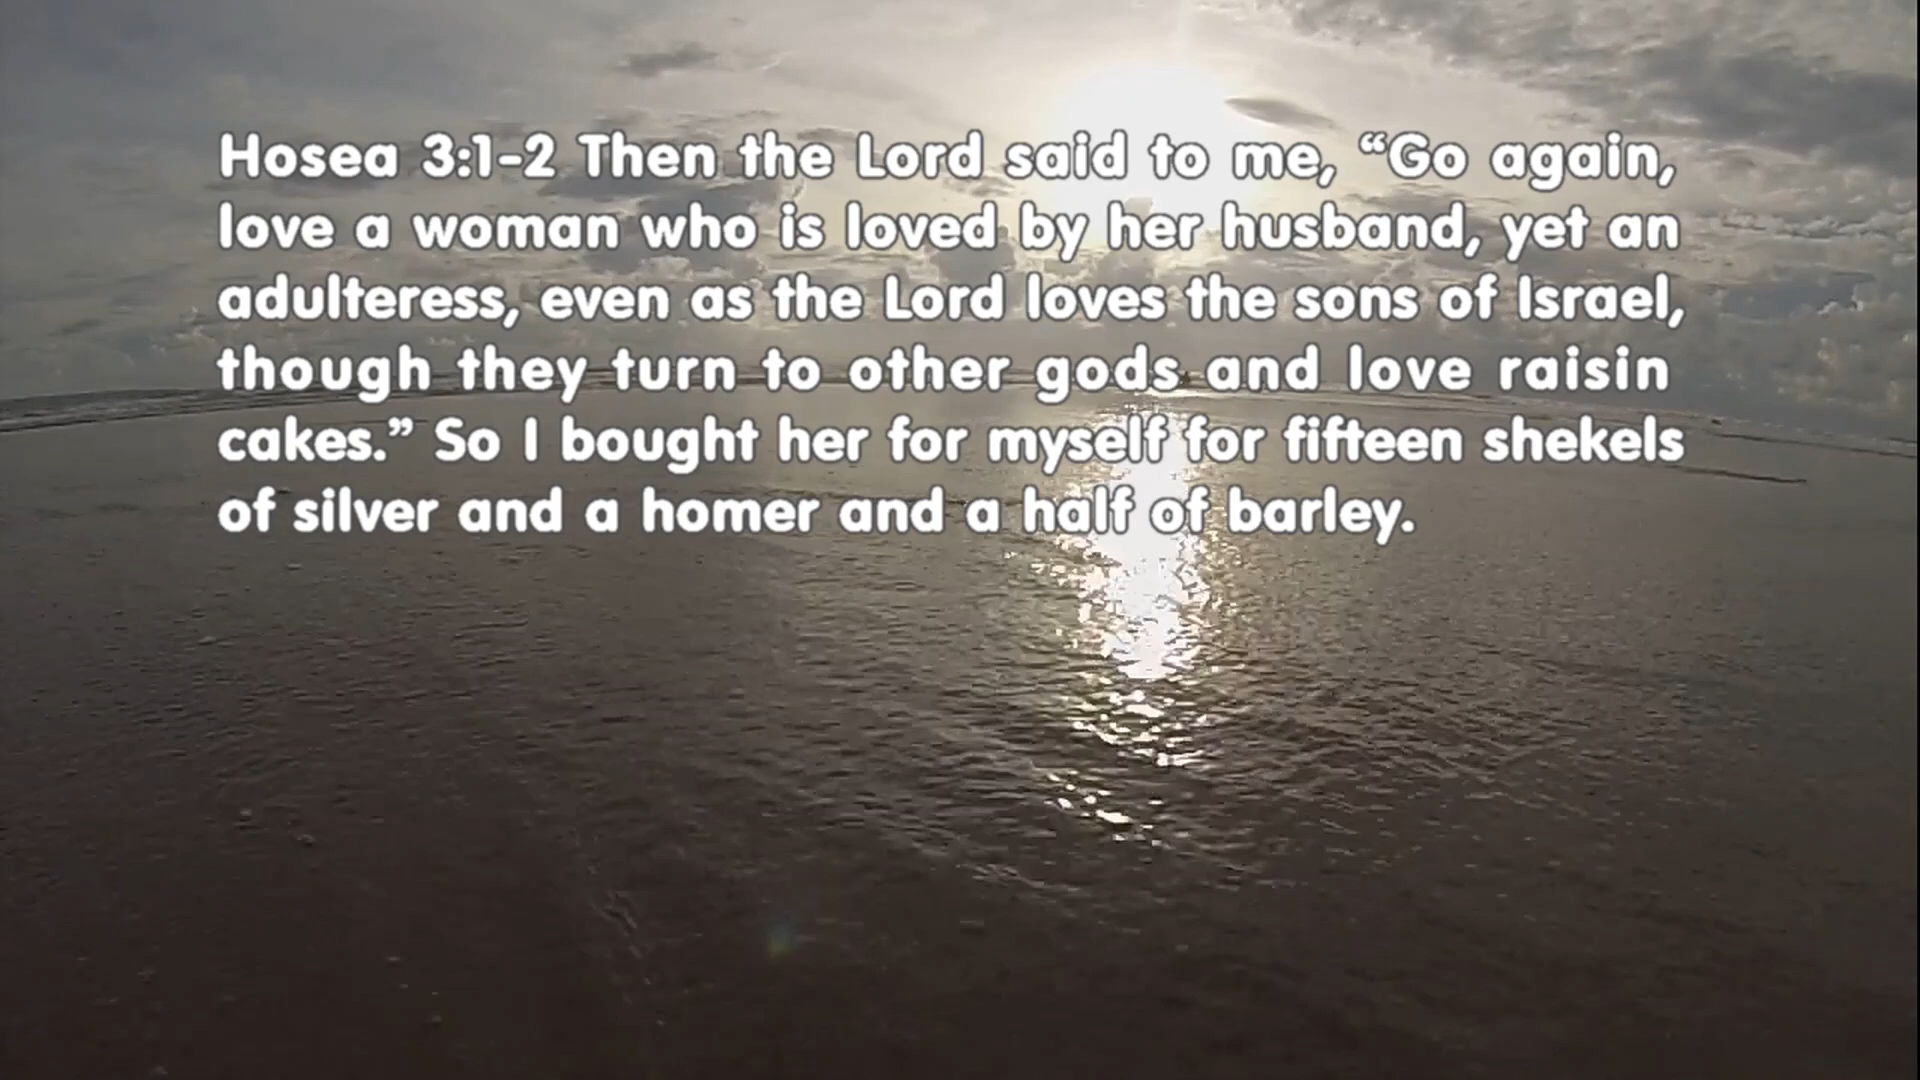 Hosea 3:1-2 Then the Lord said to me, “Go again,
love a woman who is loved by her husband, yet an
adulteress, even as the Lord loves the sons of Israel,
though they turn to other gods and love raisin
cakes.” So I bought her for myself for fifteen shekels
of silver and a homer and a half of barley.